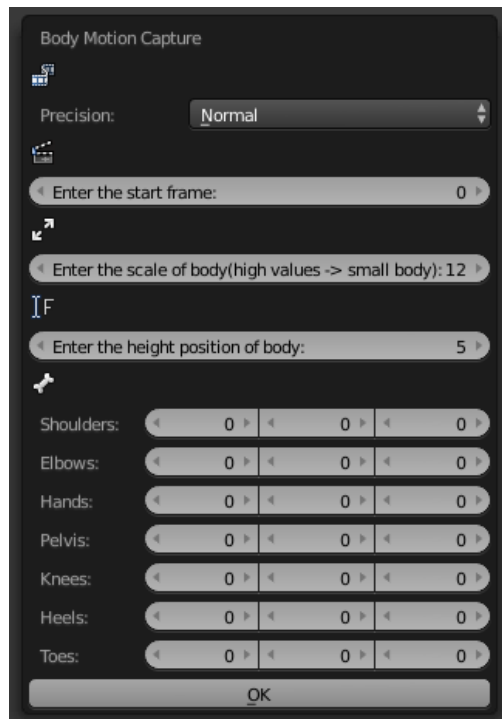 Body Motion Capture
Precision: Normal
Enter the start frame: 0
Enter the scale of body(high values -> small body): 12
F
Enter the height position of body: 5
Shoulders: 0 0 0
Elbows: 0 0 0
Hands: 0 0 0
Pelvis: 0 0 0
Knees: 0 0 0
Heels: 0 0 0
Toes: 0 0 0
OK